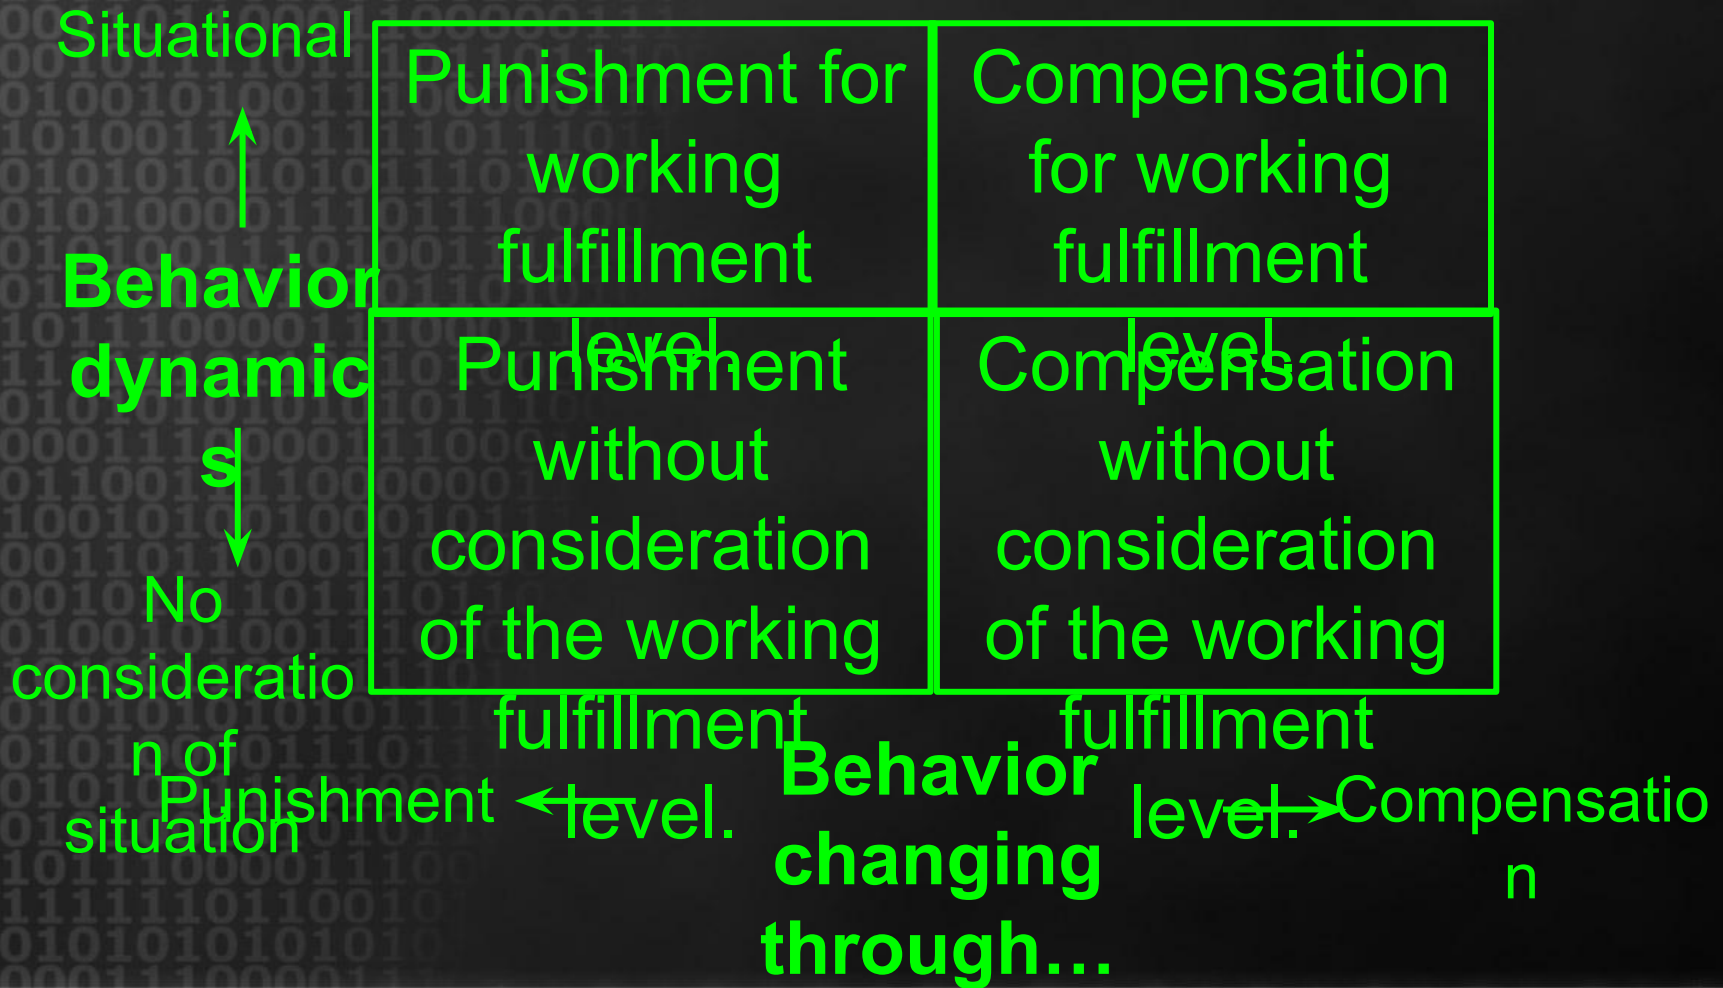 Situational
Behavior
dynamic
s
No
consideratio
n of
situation
Punishment for
working
fulfillment
level.
Compensation
for working
fulfillment
level.
Punishment
without
consideration
of the working
fulfillment
level.
Compensation
without
consideration
of the working
fulfillment
level.
Punishment
Behavior
changing
through…
Compensatio
n